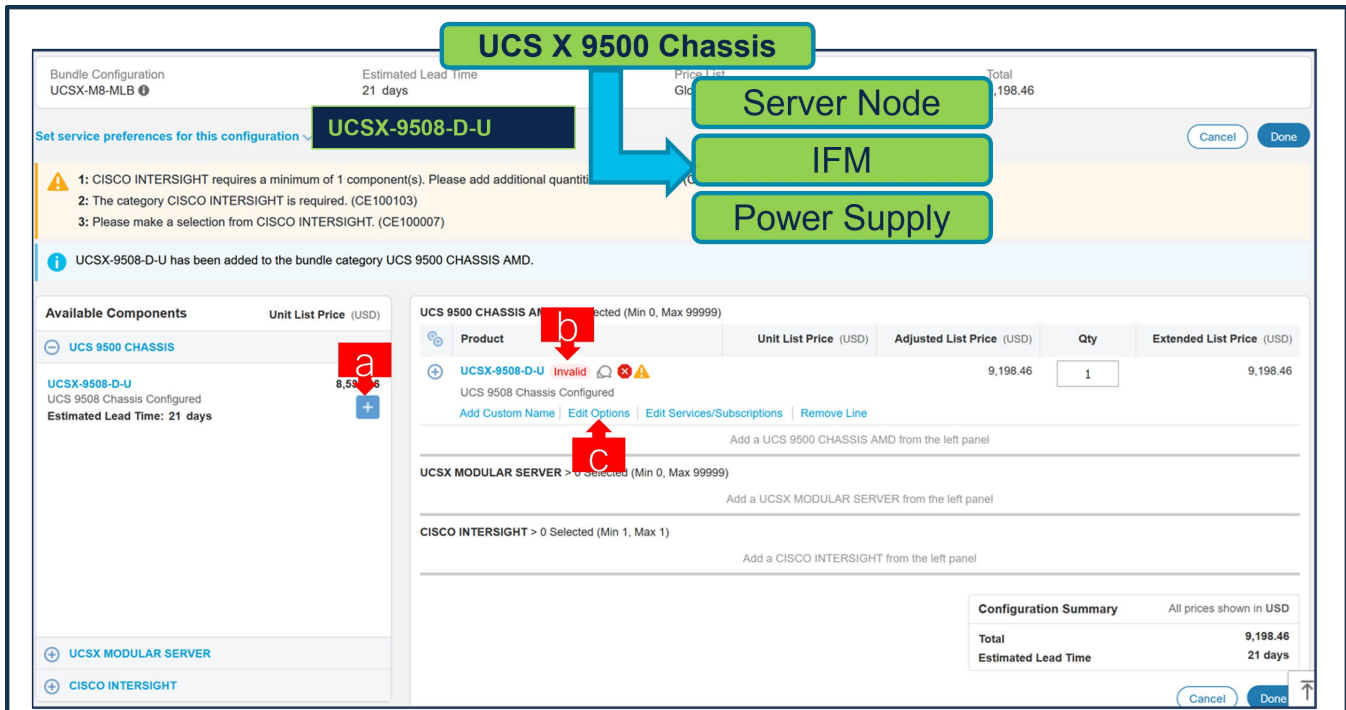 UCS X 9500 Chassis
Bundle Configuration
UCSX-M8-MLB
Estimated Lead Time
21 days
Price List
Total
,198.46
Server Node
IFM
Power Supply
Set service preferences for this configuration
UCSX-9508-D-U
Cancel
Done
1: CISCO INTERSIGHT requires a minimum of 1 component(s). Please add additional
2: The category CISCO INTERSIGHT is required. (CE100103)
3: Please make a selection from CISCO INTERSIGHT. (CE100007)
UCSX-9508-D-U has been added to the bundle category UCS 9500 CHASSIS AMD.
Available Components
Unit List Price (USD)
UCS 9500 CHASSIS
a
UCSX-9508-D-U
UCS 9508 Chassis Configured
Estimated Lead Time: 21 days
UCSX MODULAR SERVER
CISCO INTERSIGHT
UCS 9500 CHASSIS (Min 0, Max 99999)
b
Product
Unit List Price (USD)
Adjusted List Price (USD)
Qty
Extended List Price (USD)
UCSX-9508-D-U Invalid
9,198.46
1
9,198.46
UCS 9508 Chassis Configured
Add Custom Name | Edit Options | Edit Services/Subscriptions | Remove Line
c
Add a UCS 9500 CHASSIS AMD from the left panel
UCSX MODULAR SERVER > 0 Selected (Min 0, Max 99999)
Add a UCSX MODULAR SERVER from the left panel
CISCO INTERSIGHT > 0 Selected (Min 1, Max 1)
Add a CISCO INTERSIGHT from the left panel
Configuration Summary
All prices shown in USD
Total
9,198.46
Estimated Lead Time
21 days
Cancel
Done